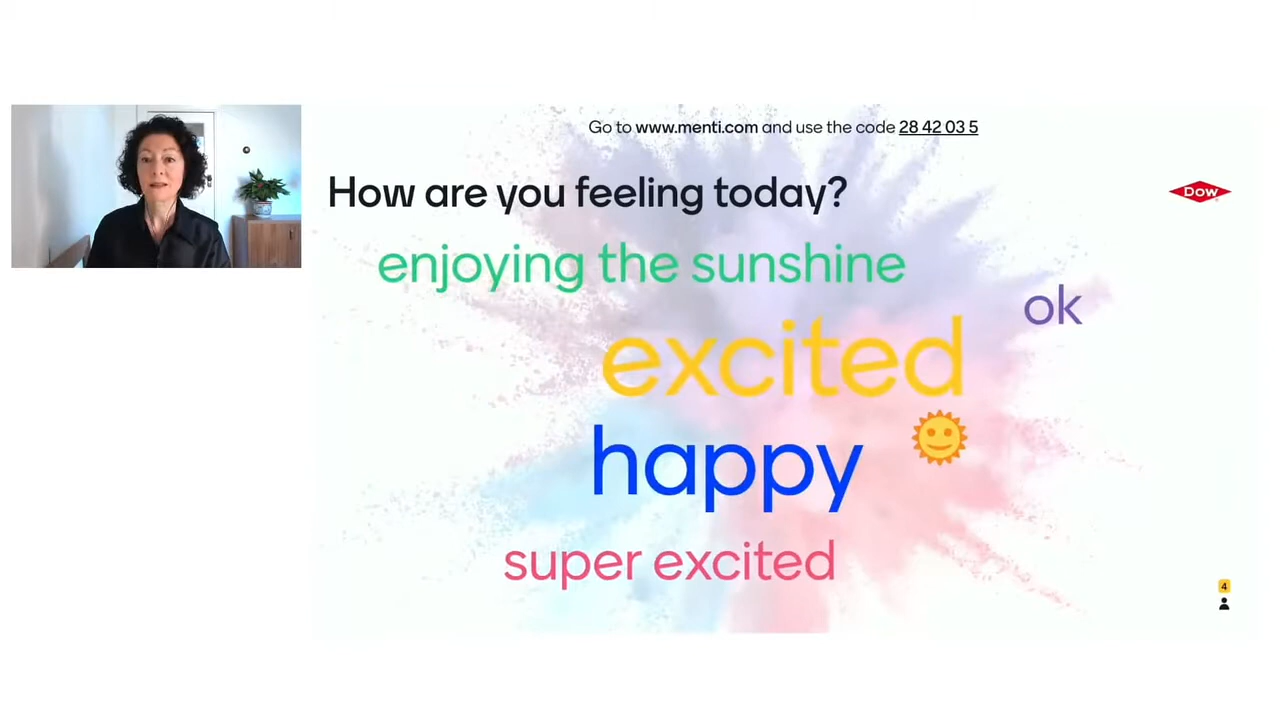 Go to www.menti.com and use the code 28 42 03 5
How are you feeling today?
Dow
enjoying the sunshine
ok
excited
happy
super excited
4